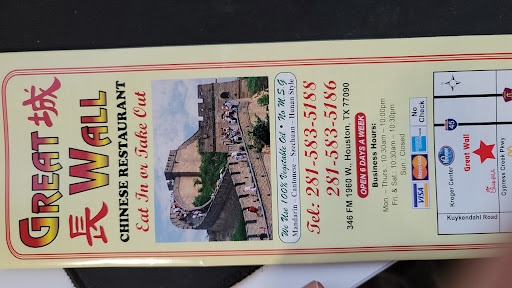 GREAT 城
長 WALL
CHINESE RESTAURANT
Eat In or Take Out
We Use 100% Vegetable Oil • No M.S.G
Mandarin - Cantonese - Szechuan - Hunan Style
Tel: 281-583-5188
281-583-5186
346 FM 1960 W. Houston, TX 77090
OPEN 6 DAYS A WEEK
Business Hours:
Mon. - Thurs.: 10:30am - 10:00pm
Fri. & Sat.: 10:30am - 10:30pm
Sun.: Closed
VISA
No
Check
45
Kroger Center
Great Wall
Cypress Creek Pkwy
Kuykendahl Road